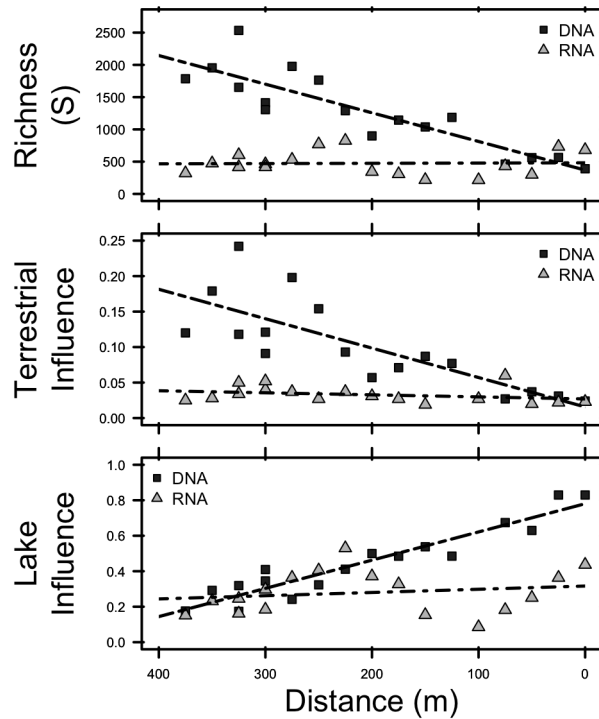 Richness
(S)
2500
2000
1500
1000
500
0
DNA
RNA
Terrestrial
Influence
0.25
0.20
0.15
0.10
0.05
0.00
DNA
RNA
Lake
Influence
1.0
0.8
0.6
0.4
0.2
0.0
DNA
RNA
400
300
200
100
0
Distance (m)